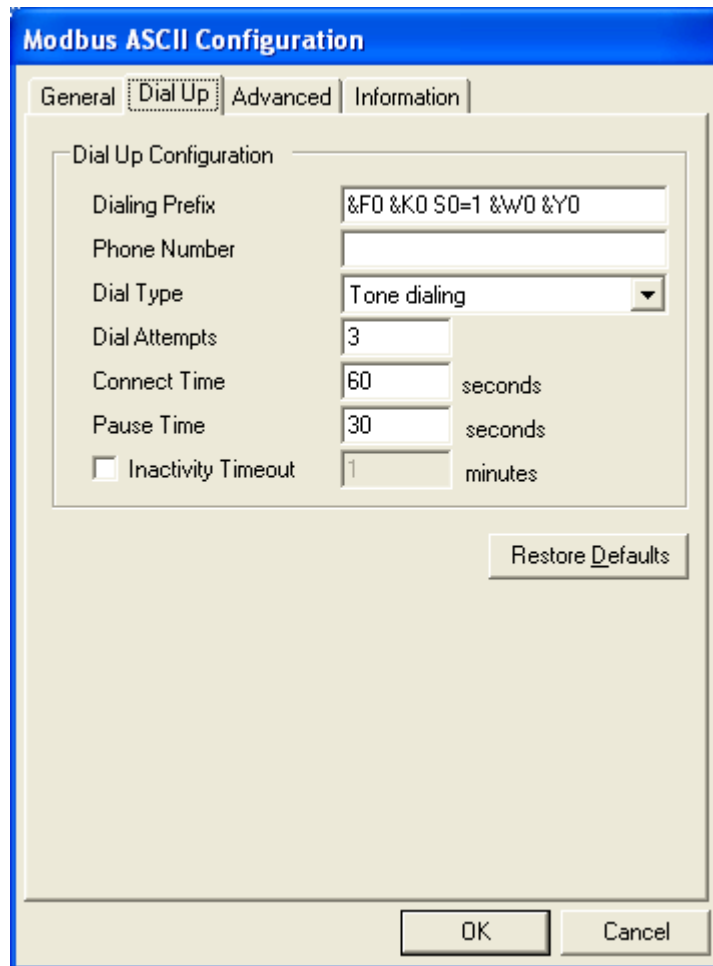 Modbus ASCII Configuration
General Dial Up Advanced Information
Dial Up Configuration
Dialing Prefix &F0 &K0 S0=1 &W0 &Y0
Phone Number
Dial Type Tone dialing
Dial Attempts 3
Connect Time 60 seconds
Pause Time 30 seconds
Inactivity Timeout 1 minutes
Restore Defaults
OK Cancel